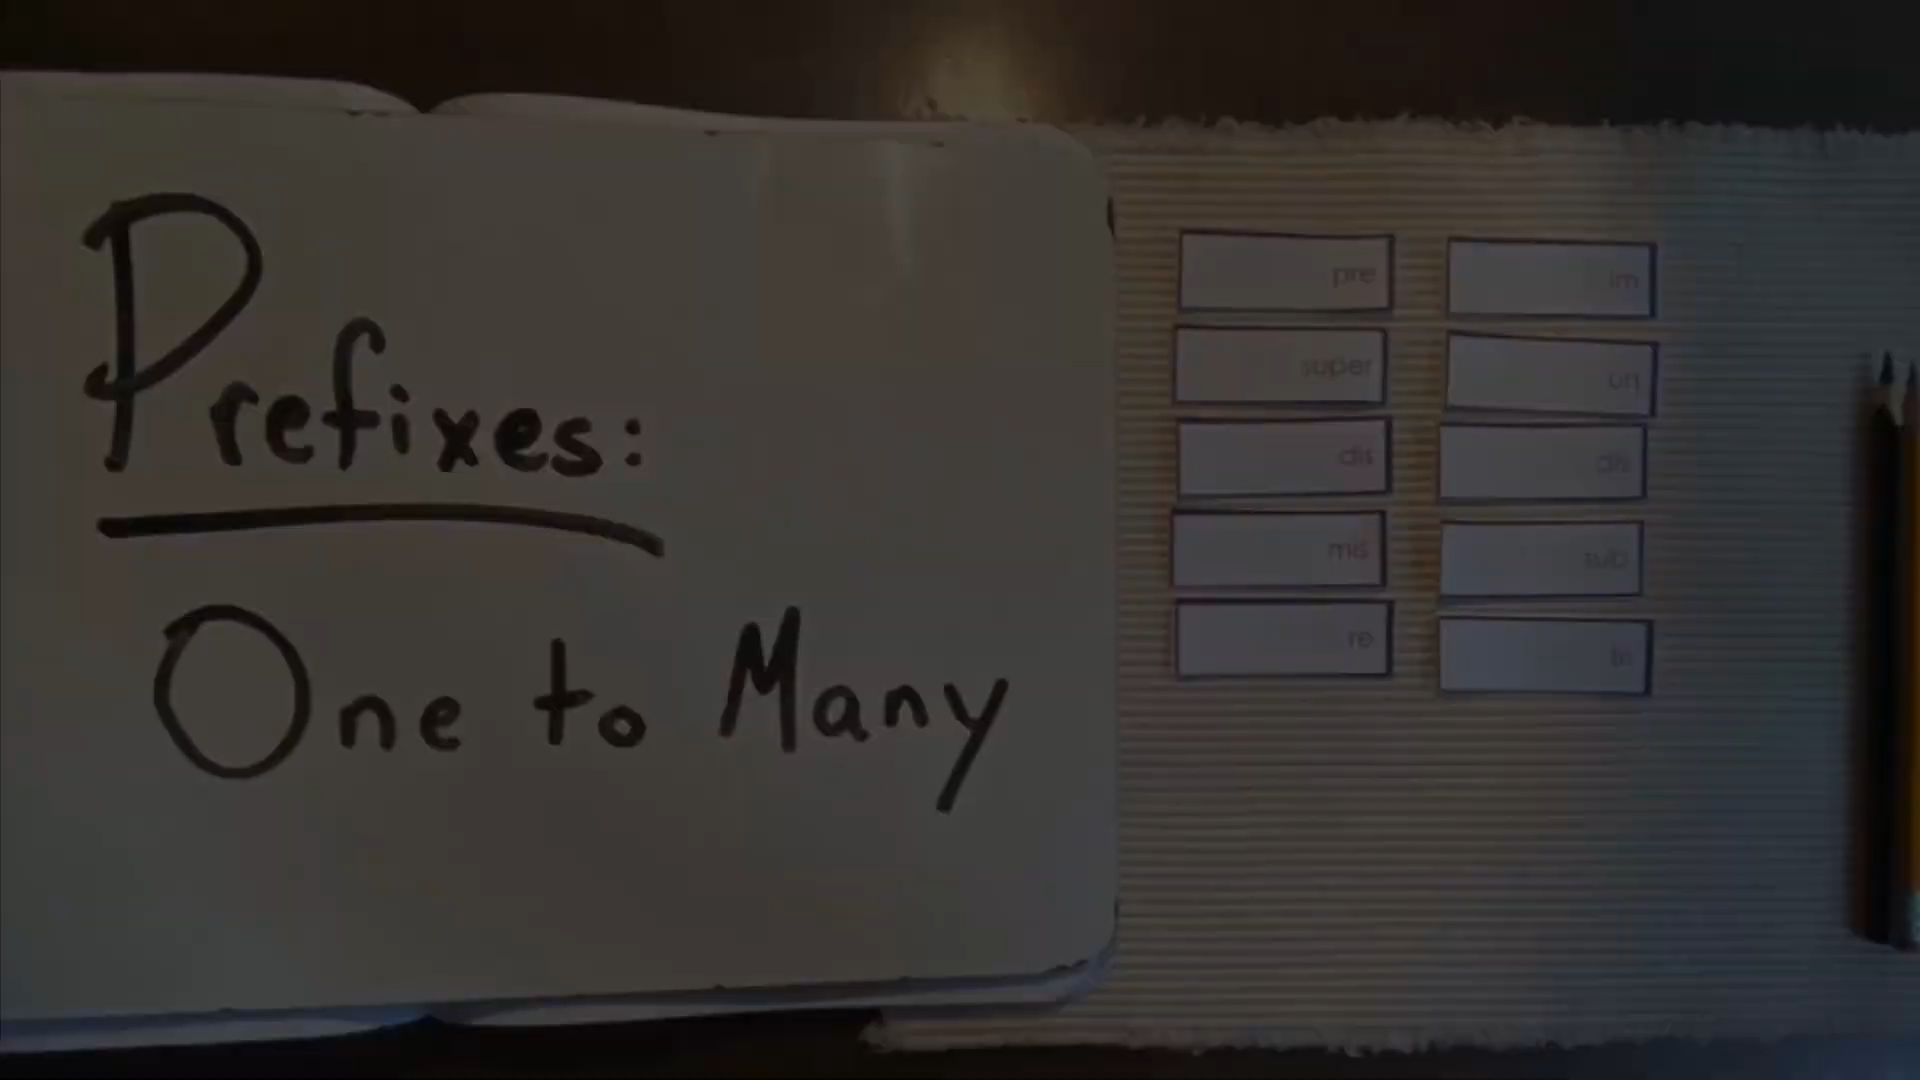 Prefixes:
One to Many
pre
super
dis
mis
re
im
un
sub